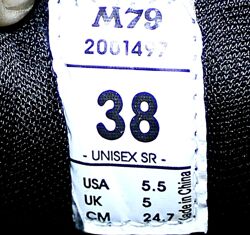 M79
2001497
38
- UNISEX SR -
USA 5.5
UK 5
CM 24.7
Made in China